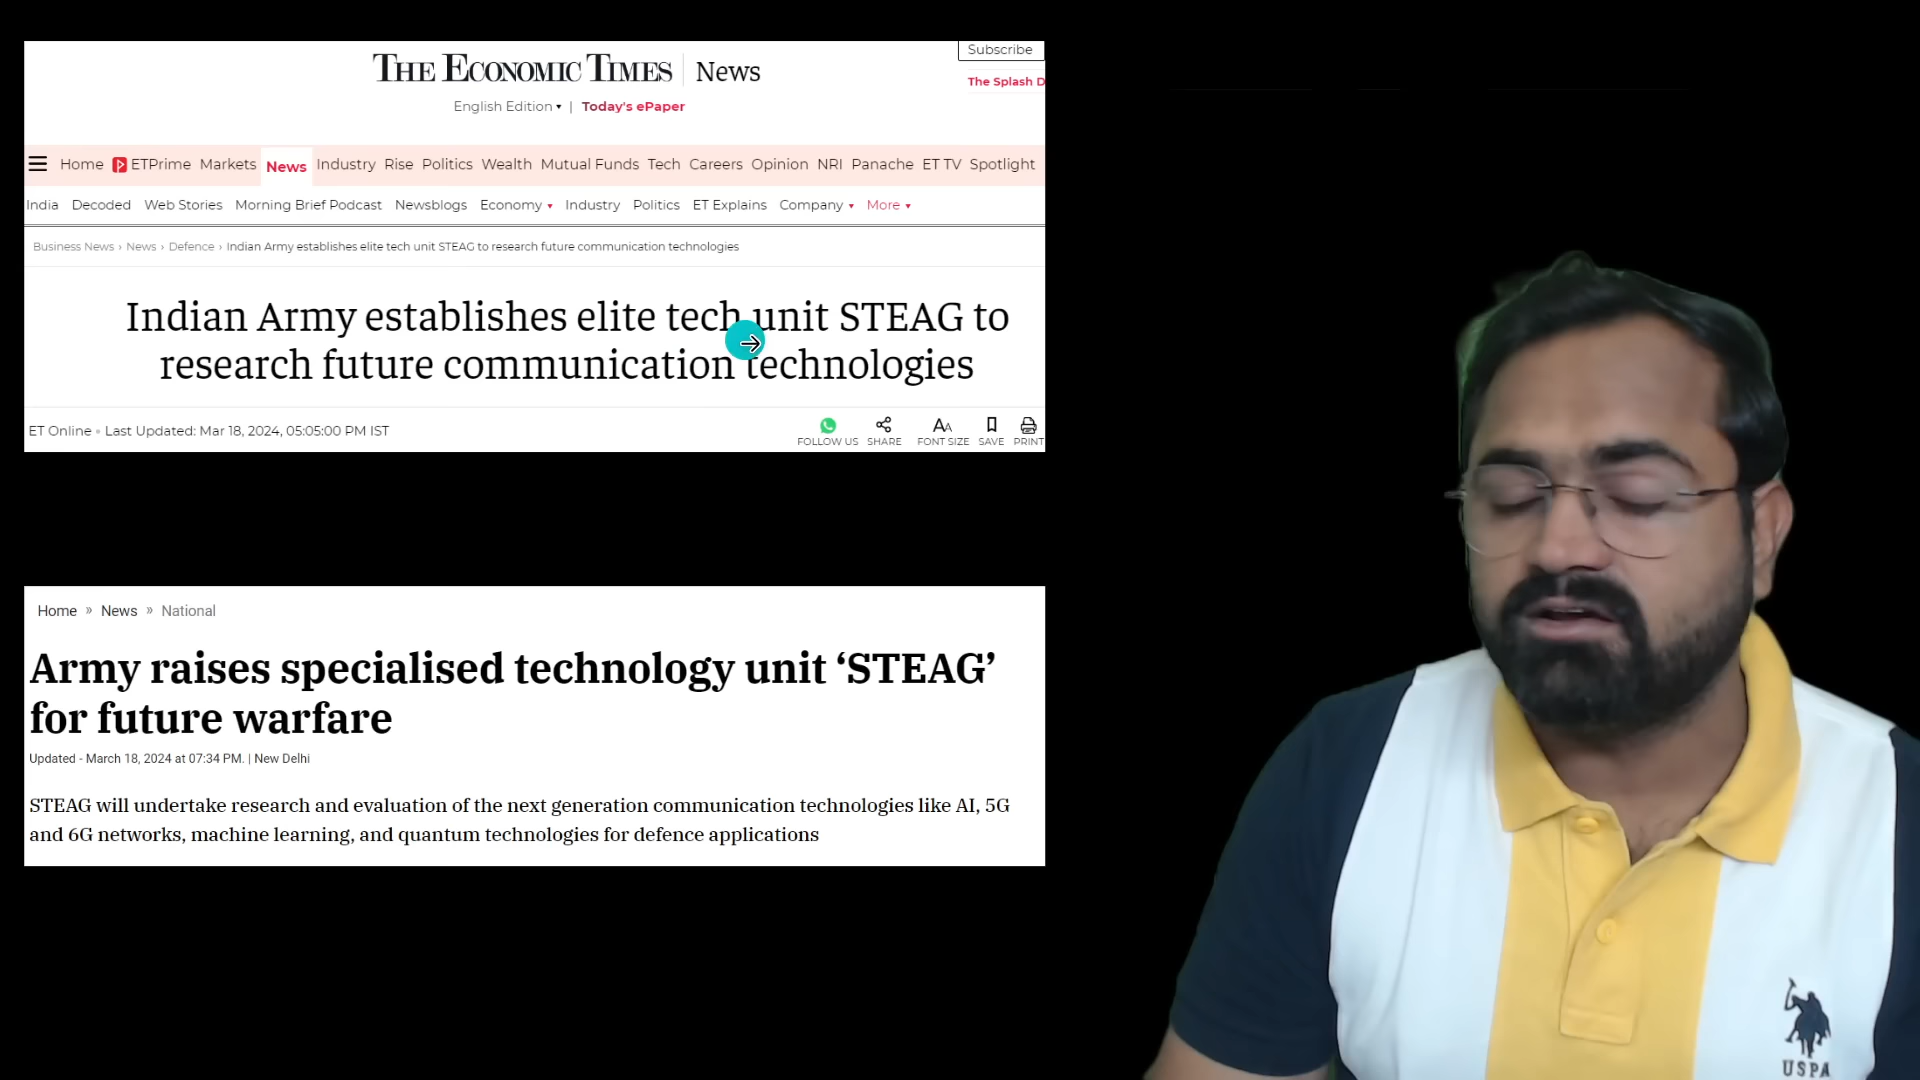 Subscribe
THE ECONOMIC TIMES News
The Splash D
English Edition ▾ | Today's ePaper
Home ETPrime Markets News Industry Rise Politics Wealth Mutual Funds Tech Careers Opinion NRI Panache ET TV Spotlight
India Decoded Web Stories Morning Brief Podcast Newsblogs Economy ▾ Industry Politics ET Explains Company ▾ More ▾
Business News › News › Defence › Indian Army establishes elite tech unit STEAG to research future communication technologies
Indian Army establishes elite tech unit STEAG to
research future communication technologies
ET Online • Last Updated: Mar 18, 2024, 05:05:00 PM IST
FOLLOW US SHARE FONT SIZE SAVE PRINT
Home » News » National
Army raises specialised technology unit ‘STEAG’
for future warfare
Updated - March 18, 2024 at 07:34 PM. | New Delhi
STEAG will undertake research and evaluation of the next generation communication technologies like AI, 5G
and 6G networks, machine learning, and quantum technologies for defence applications
USPA